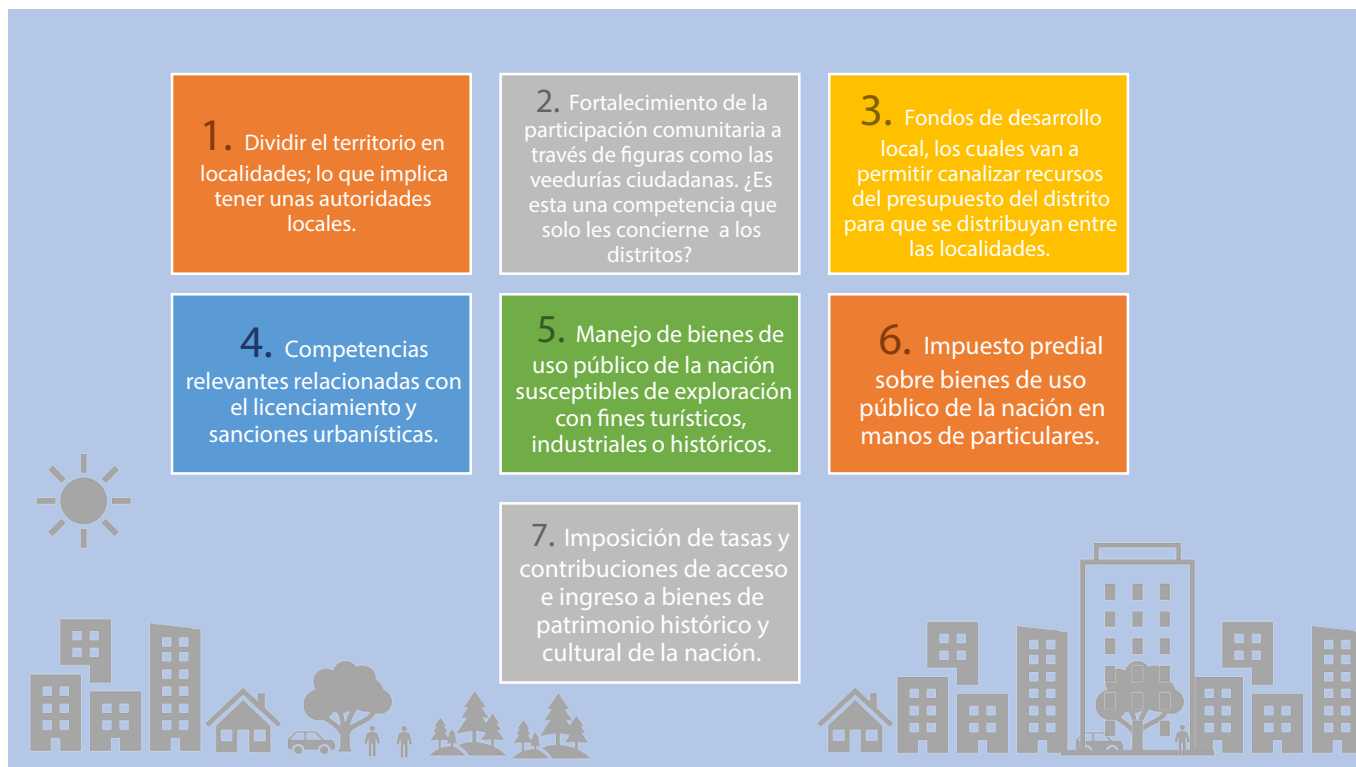 1. Dividir el territorio en
localidades; lo que implica
tener unas autoridades
locales.
2. Fortalecimiento de la
participación comunitaria a
través de figuras como las
veedurías ciudadanas. ¿Es
esta una competencia que
solo les concierne a los
distritos?
3. Fondos de desarrollo
local, los cuales van a
permitir canalizar recursos
del presupuesto del distrito
para que se distribuyan entre
las localidades.
4. Competencias
relevantes relacionadas con
el licenciamiento y
sanciones urbanísticas.
5. Manejo de bienes de
uso público de la nación
susceptibles de exploración
con fines turísticos,
industriales o históricos.
6. Impuesto predial
sobre bienes de uso
público de la nación en
manos de particulares.
7. Imposición de tasas y
contribuciones de acceso
e ingreso a bienes de
patrimonio histórico y
cultural de la nación.